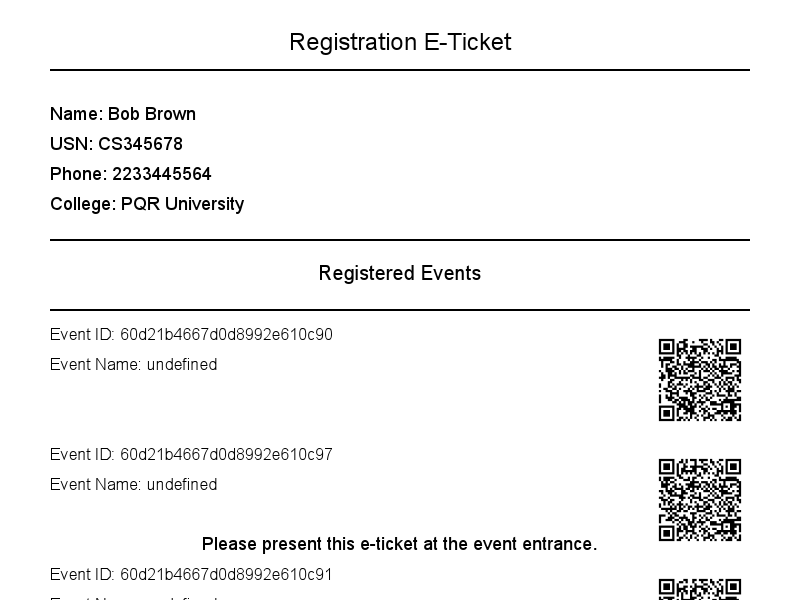 Registration E-Ticket
Name: Bob Brown
USN: CS345678
Phone: 2233445564
College: PQR University
Registered Events
Event ID: 60d21b4667d0d8992e610c90
Event Name: undefined
Event ID: 60d21b4667d0d8992e610c97
Event Name: undefined
Please present this e-ticket at the event entrance.
Event ID: 60d21b4667d0d8992e610c91